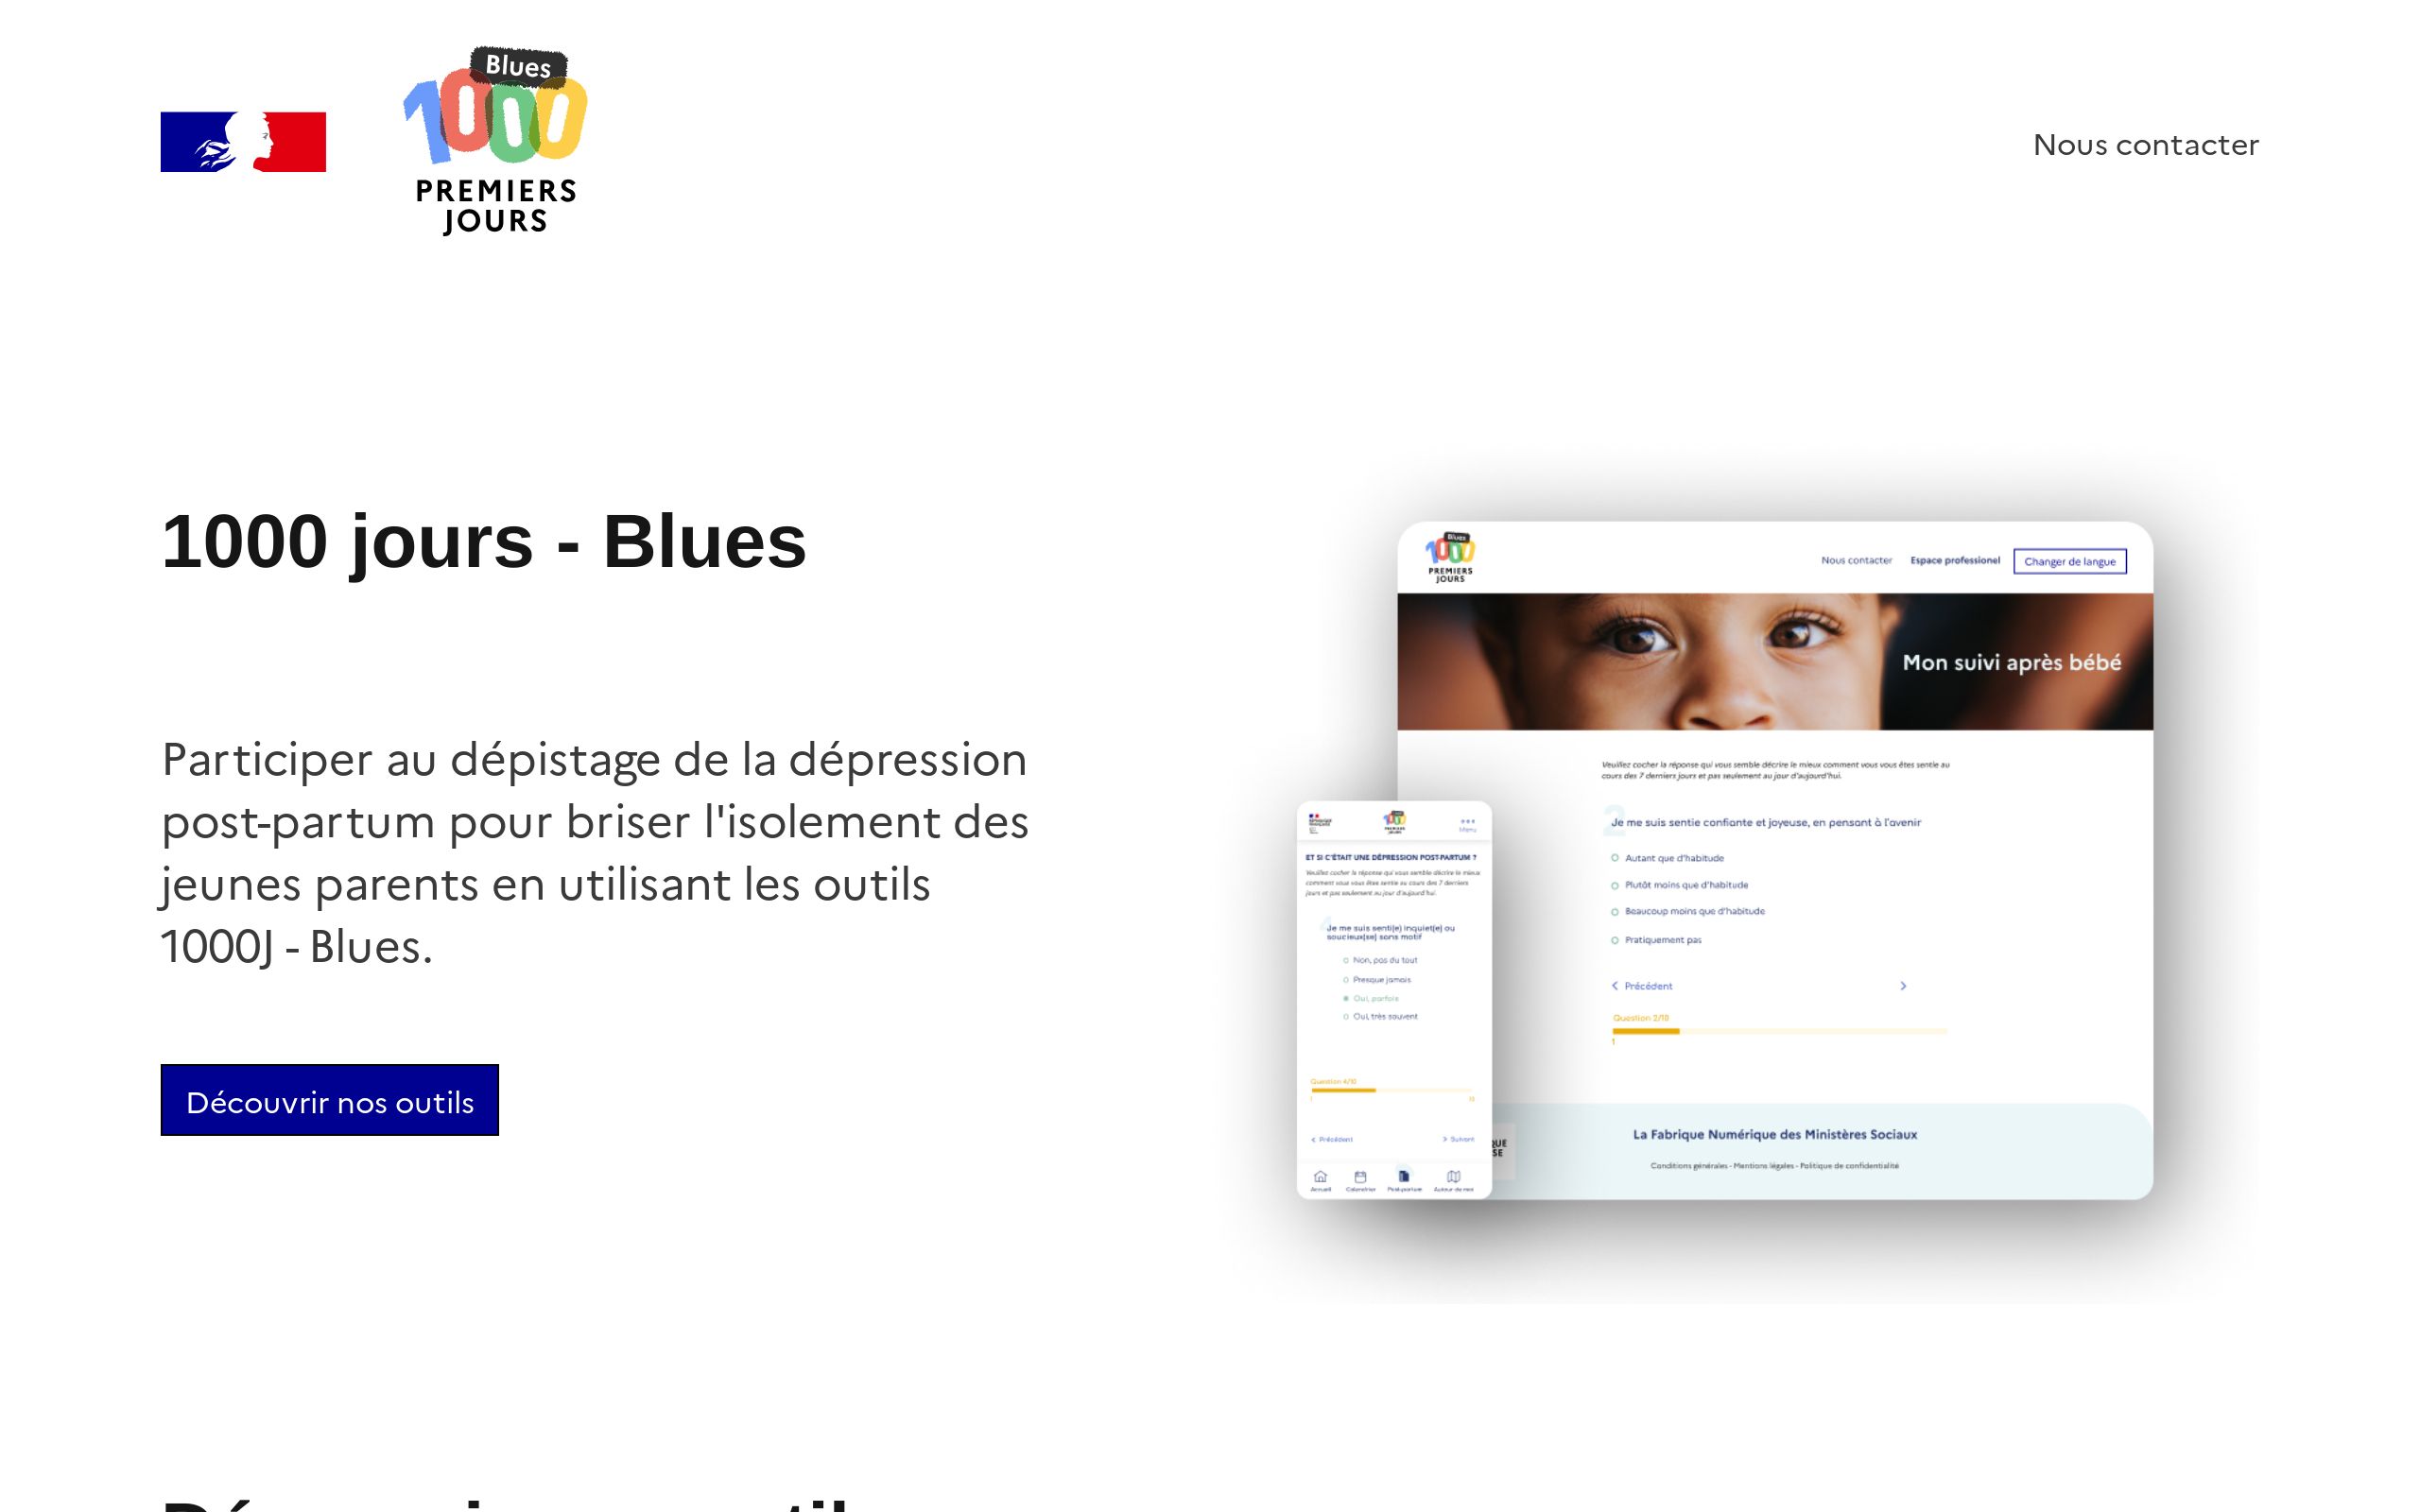 Blues
1000
PREMIERS
JOURS
Nous contacter
1000 jours - Blues
Participer au dépistage de la dépression
post-partum pour briser l'isolement des
jeunes parents en utilisant les outils
1000J - Blues.
Découvrir nos outils
Blues
1000
PREMIERS
JOURS
Nous contacter
Espace professionel
Changer de langue
Mon suivi après bébé
Veuillez cocher la réponse qui vous semble décrire le mieux comment vous vous êtes sentie au
cours des 7 derniers jours et pas seulement au jour d'aujourd'hui.
2
Je me suis sentie confiante et joyeuse, en pensant à l'avenir
Autant que d'habitude
Plutôt moins que d'habitude
Beaucoup moins que d'habitude
Pratiquement pas
Précédent
Question 2/10
1
La Fabrique Numérique des Ministères Sociaux
Conditions générales - Mentions légales - Politique de confidentialité
Menu
ET SI C'ÉTAIT UNE DÉPRESSION POST-PARTUM ?
Veuillez cocher la réponse qui vous semble décrire le mieux
comment vous vous êtes sentie au cours des 7 derniers
jours et pas seulement au jour d'aujourd'hui.
Je me suis senti(e) inquiet(e) ou
soucieux(se) sans motif
Non, pas du tout
Presque jamais
Oui, parfois
Oui, très souvent
Question 4/10
1
10
Précédent
Suivant
Accueil
Calendrier
Post-partum
Autour de moi
QUE
SE